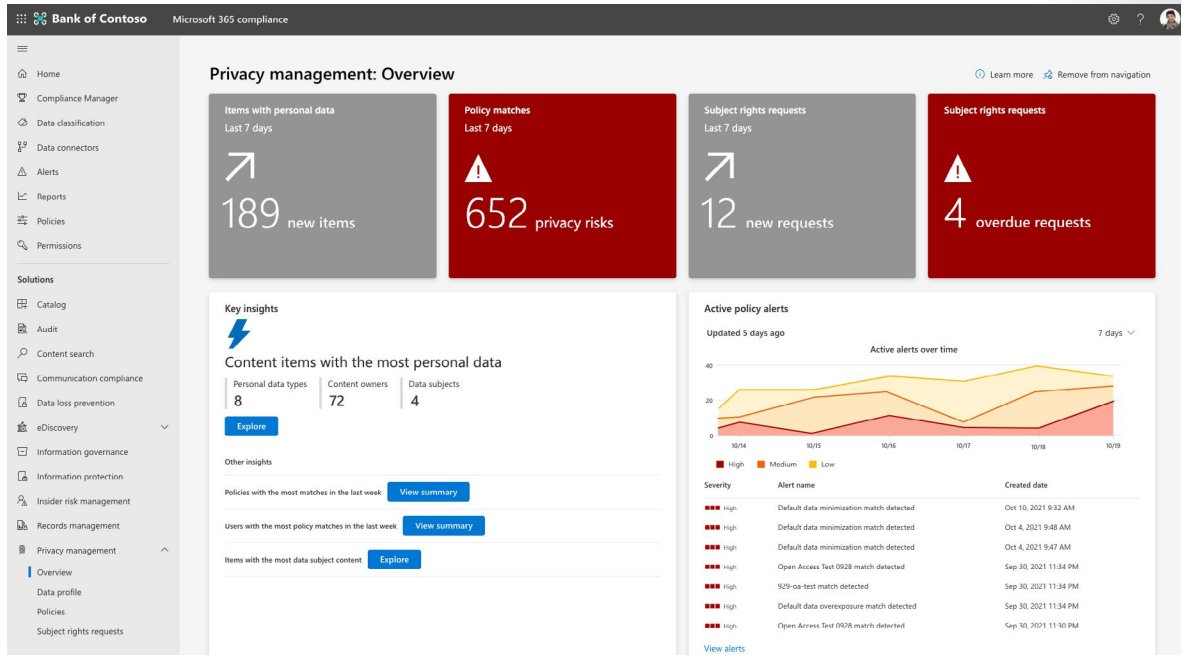 Bank of Contoso Microsoft 365 compliance ?
Home
Compliance Manager
Data classification
Data connectors
Alerts
Reports
Policies
Permissions
Solutions
Catalog
Audit
Content search
Communication compliance
Data loss prevention
eDiscovery
Information governance
Information protection
Insider risk management
Records management
Privacy management
Overview
Data profile
Policies
Subject rights requests
Privacy management: Overview
Learn more Remove from navigation
Items with personal data
Last 7 days
189 new items
Policy matches
Last 7 days
652 privacy risks
Subject rights requests
Last 7 days
12 new requests
Subject rights requests
4 overdue requests
Key insights
Content items with the most personal data
Personal data types Content owners Data subjects
8 72 4
Explore
Other insights
Policies with the most matches in the last week View summary
Users with the most policy matches in the last week View summary
Items with the most data subject content Explore
Active policy alerts
Updated 5 days ago 7 days
Active alerts over time
40
20
0
10/14 10/15 10/16 10/17 10/18 10/19
High Medium Low
Severity Alert name Created date
High Default data minimization match detected Oct 10, 2021 9:32 AM
High Default data minimization match detected Oct 4, 2021 9:48 AM
High Default data minimization match detected Oct 4, 2021 9:47 AM
High Open Access Test 0928 match detected Sep 30, 2021 11:34 PM
High 929-oa-test match detected Sep 30, 2021 11:34 PM
High Default data overexposure match detected Sep 30, 2021 11:34 PM
High Open Access Test 0928 match detected Sep 30, 2021 11:30 PM
View alerts